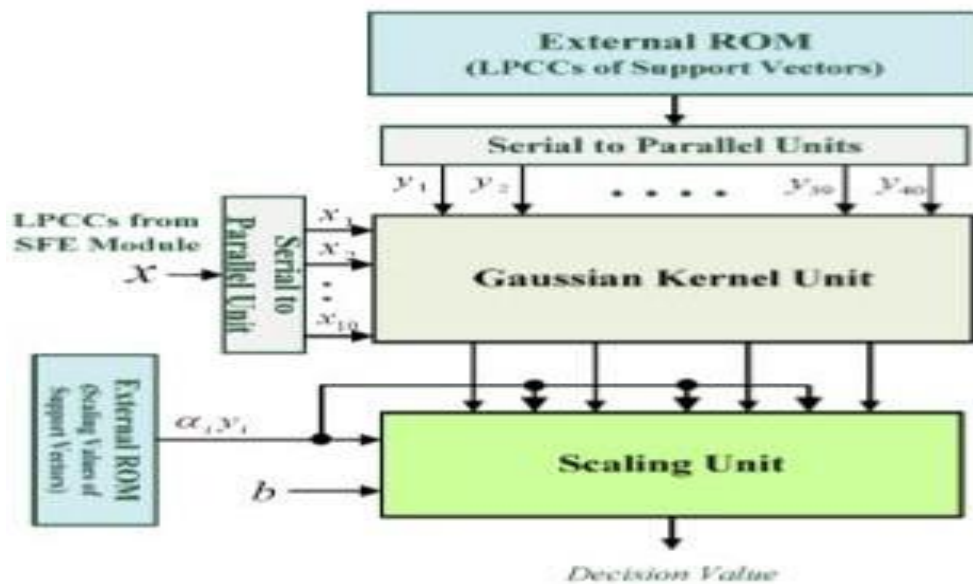 External ROM
(LPCCs of Support Vectors)
Serial to Parallel Units
y₁ y₂ . . . . y₃₉ y₄₀
LPCCs from
SFE Module
x
Serial to
Parallel Unit
x₁
x₂
x₁₀
Gaussian Kernel Unit
External ROM
(Scaling Values of
Support Vectors)
αᵢyᵢ
b
Scaling Unit
Decision Value